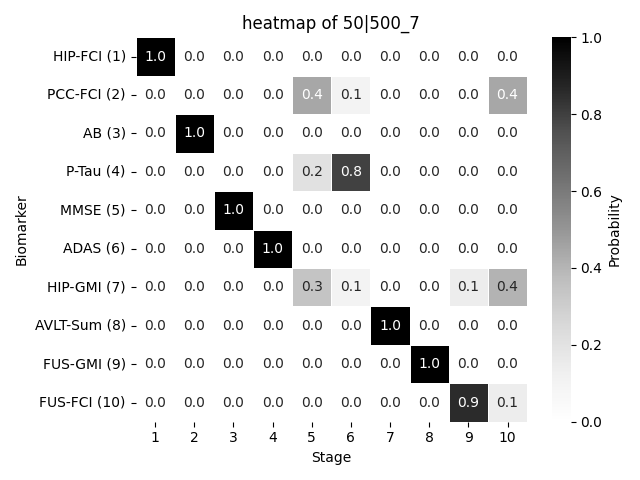 heatmap of 50|500_7
HIP-FCI (1) 1.0 0.0 0.0 0.0 0.0 0.0 0.0 0.0 0.0 0.0
PCC-FCI (2) 0.0 0.0 0.0 0.0 0.4 0.1 0.0 0.0 0.0 0.4
AB (3) 0.0 1.0 0.0 0.0 0.0 0.0 0.0 0.0 0.0 0.0
P-Tau (4) 0.0 0.0 0.0 0.0 0.2 0.8 0.0 0.0 0.0 0.0
MMSE (5) 0.0 0.0 1.0 0.0 0.0 0.0 0.0 0.0 0.0 0.0
ADAS (6) 0.0 0.0 0.0 1.0 0.0 0.0 0.0 0.0 0.0 0.0
HIP-GMI (7) 0.0 0.0 0.0 0.0 0.3 0.1 0.0 0.0 0.1 0.4
AVLT-Sum (8) 0.0 0.0 0.0 0.0 0.0 0.0 1.0 0.0 0.0 0.0
FUS-GMI (9) 0.0 0.0 0.0 0.0 0.0 0.0 0.0 1.0 0.0 0.0
FUS-FCI (10) 0.0 0.0 0.0 0.0 0.0 0.0 0.0 0.0 0.9 0.1
1 2 3 4 5 6 7 8 9 10
Stage
Biomarker
1.0
0.8
0.6
0.4
0.2
0.0
Probability